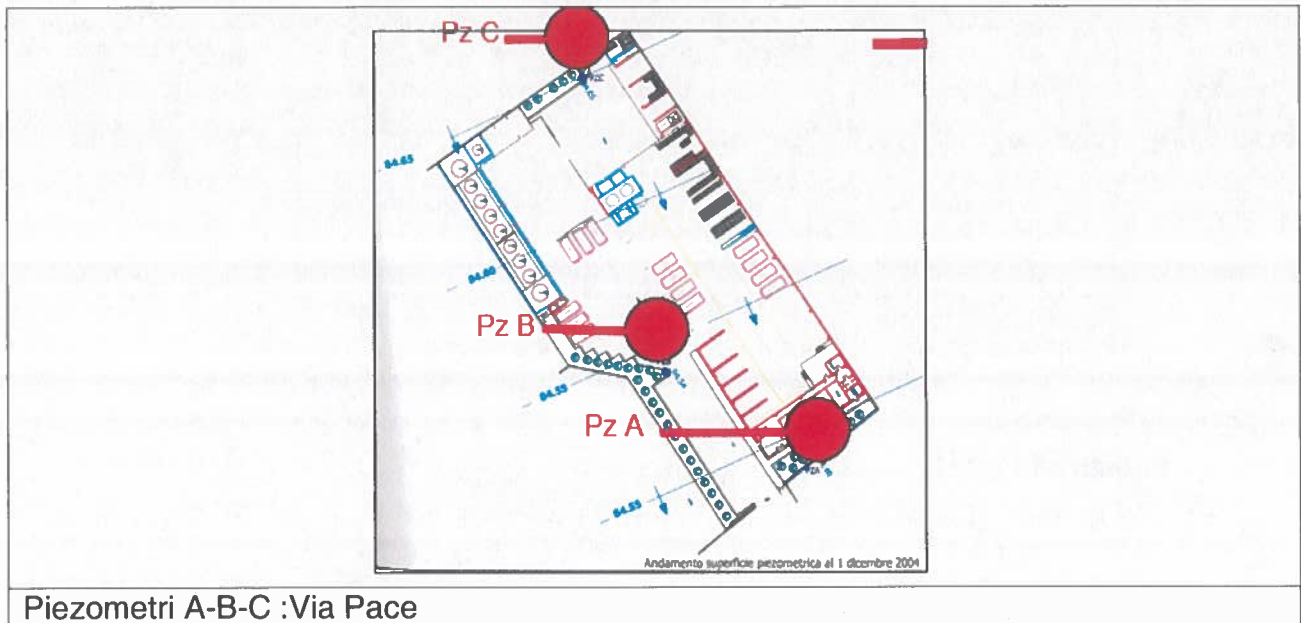 Pz C
84.65
84.60
Pz B
84.55
Pz A
PZA
84.55
Andamento superficie piezometrica al 1 dicembre 2004
Piezometri A-B-C :Via Pace